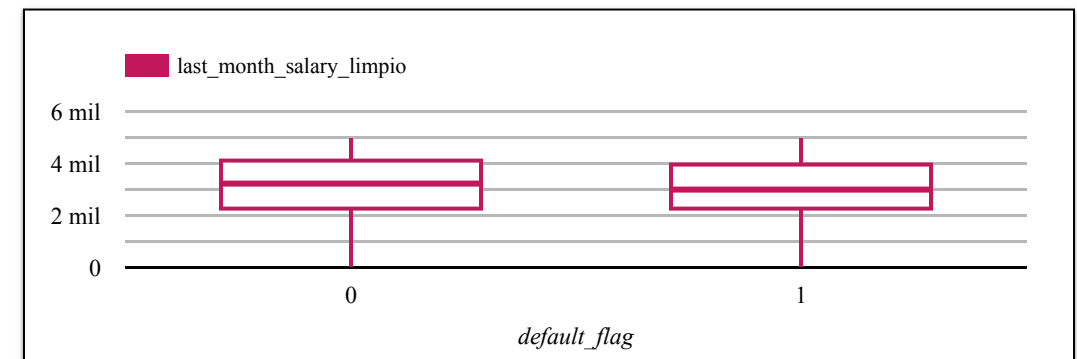 last_month_salary_limpio
6 mil
4 mil
2 mil
0
0 1
default_flag